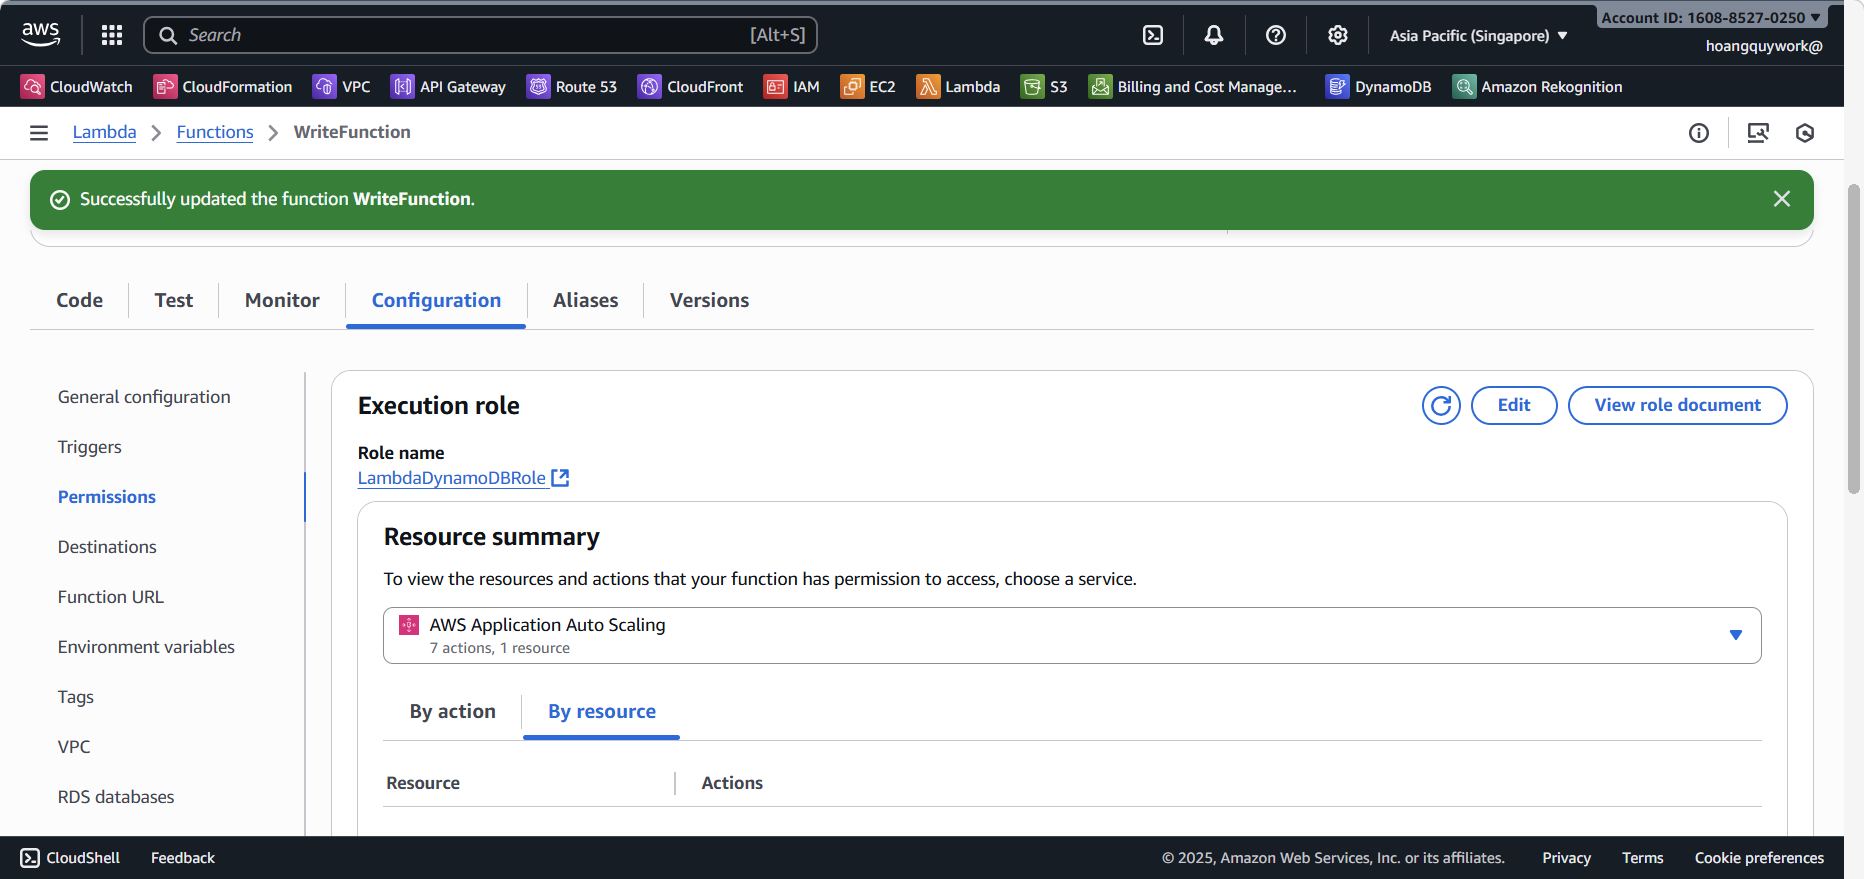 aws
Search
[Alt+S]
Asia Pacific (Singapore)
Account ID: 1608-8527-0250
hoangquywork@
CloudWatch
CloudFormation
VPC
API Gateway
Route 53
CloudFront
IAM
EC2
Lambda
S3
Billing and Cost Manage...
DynamoDB
Amazon Rekognition
Lambda
Functions
WriteFunction
Successfully updated the function WriteFunction.
Code
Test
Monitor
Configuration
Aliases
Versions
General configuration
Triggers
Permissions
Destinations
Function URL
Environment variables
Tags
VPC
RDS databases
Execution role
Edit
View role document
Role name
LambdaDynamoDBRole
Resource summary
To view the resources and actions that your function has permission to access, choose a service.
AWS Application Auto Scaling
7 actions, 1 resource
By action
By resource
Resource
Actions
CloudShell
Feedback
© 2025, Amazon Web Services, Inc. or its affiliates.
Privacy
Terms
Cookie preferences